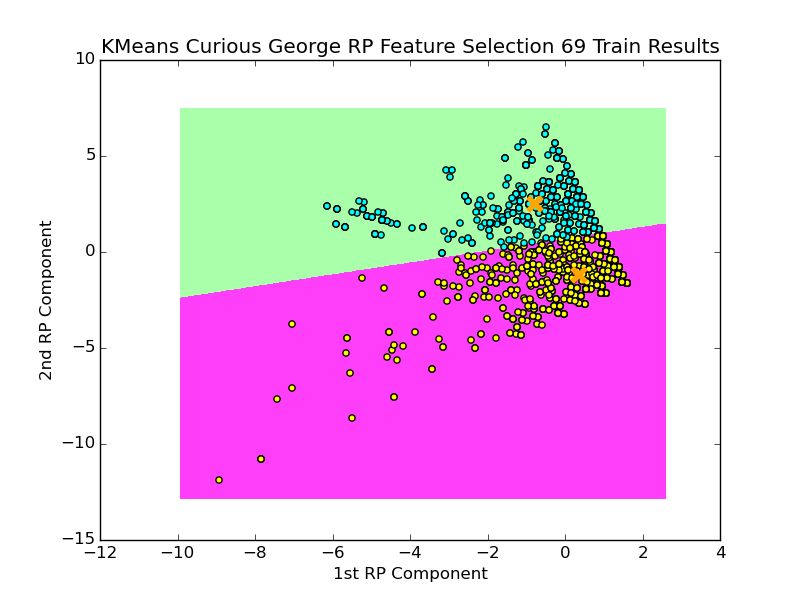 KMeans Curious George RP Feature Selection 69 Train Results
10
5
0
−5
−10
−15
2nd RP Component
−12 −10 −8 −6 −4 −2 0 2 4
1st RP Component